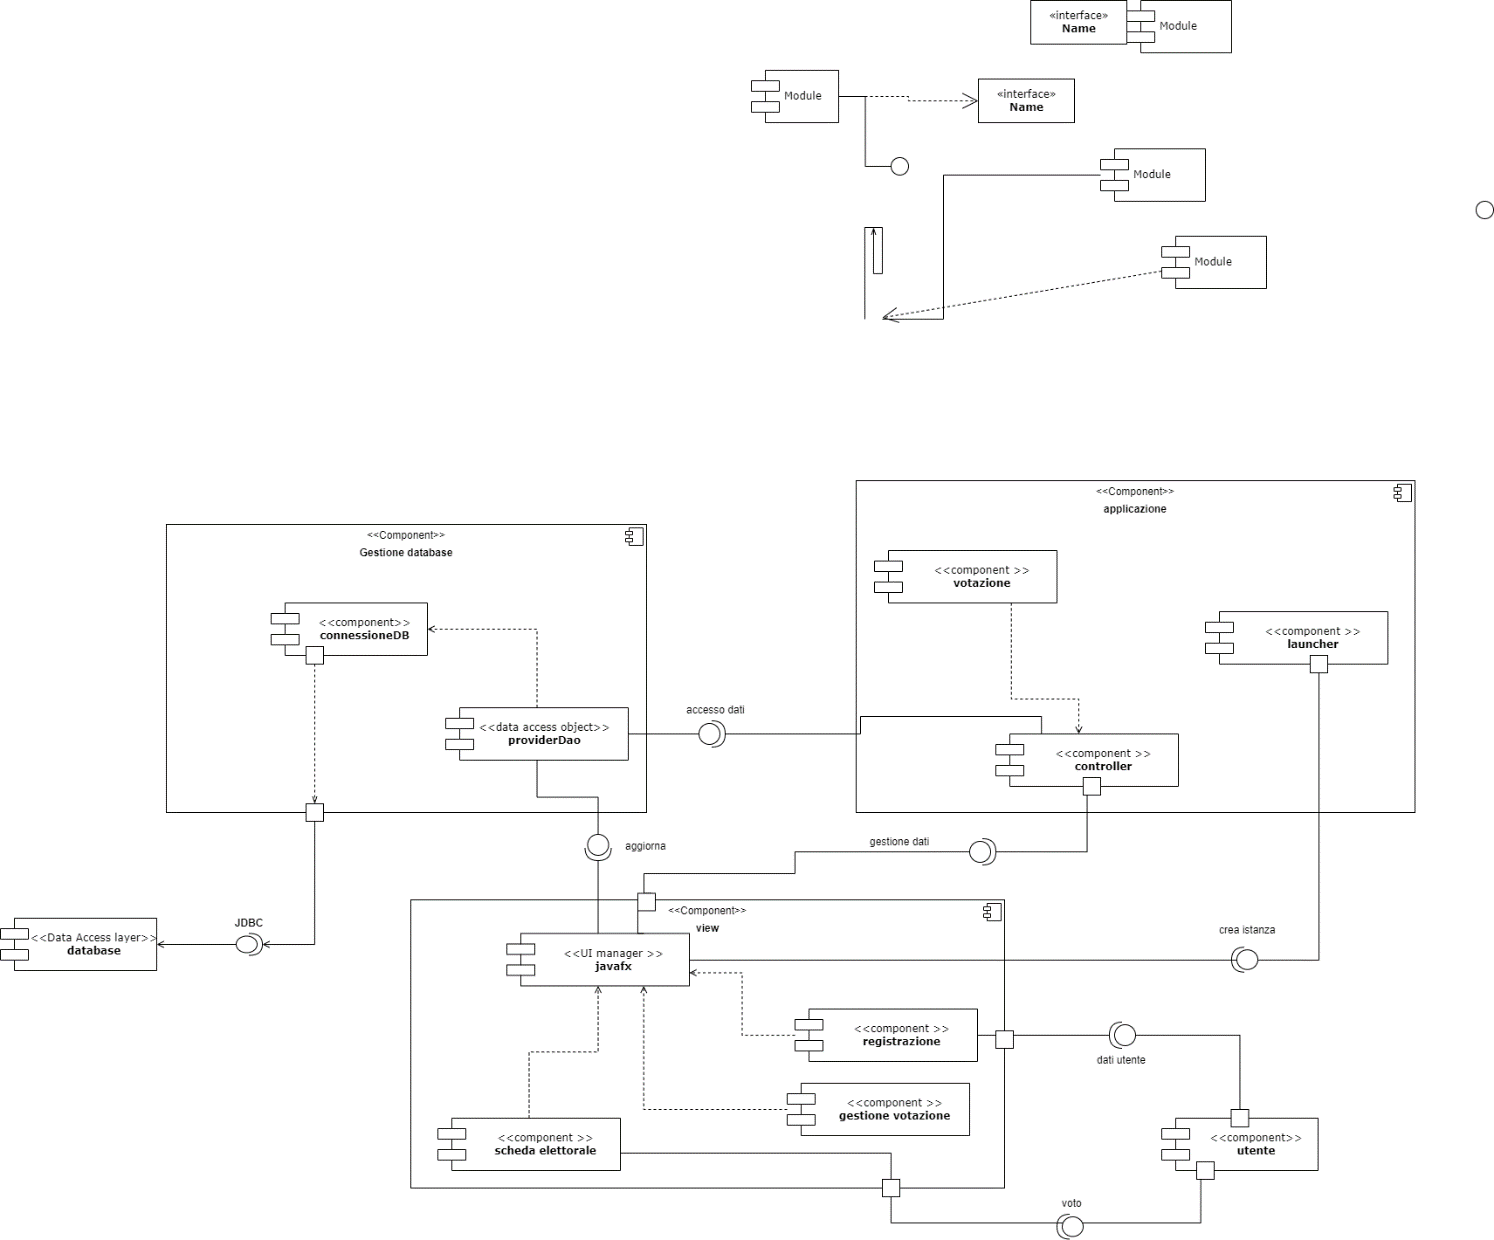 «interface»
Name
Module
Module
«interface»
Name
Module
Module
<<Component>>
applicazione
<<Component>>
Gestione database
<<component >>
votazione
<<component>>
connessioneDB
<<component >>
launcher
accesso dati
<<data access object>>
providerDao
<<component >>
controller
aggiorna
gestione dati
<<Component>>
view
JDBC
<<Data Access layer>>
database
crea istanza
<<UI manager >>
javafx
<<component >>
registrazione
dati utente
<<component >>
gestione votazione
<<component >>
scheda elettorale
<<component>>
utente
voto